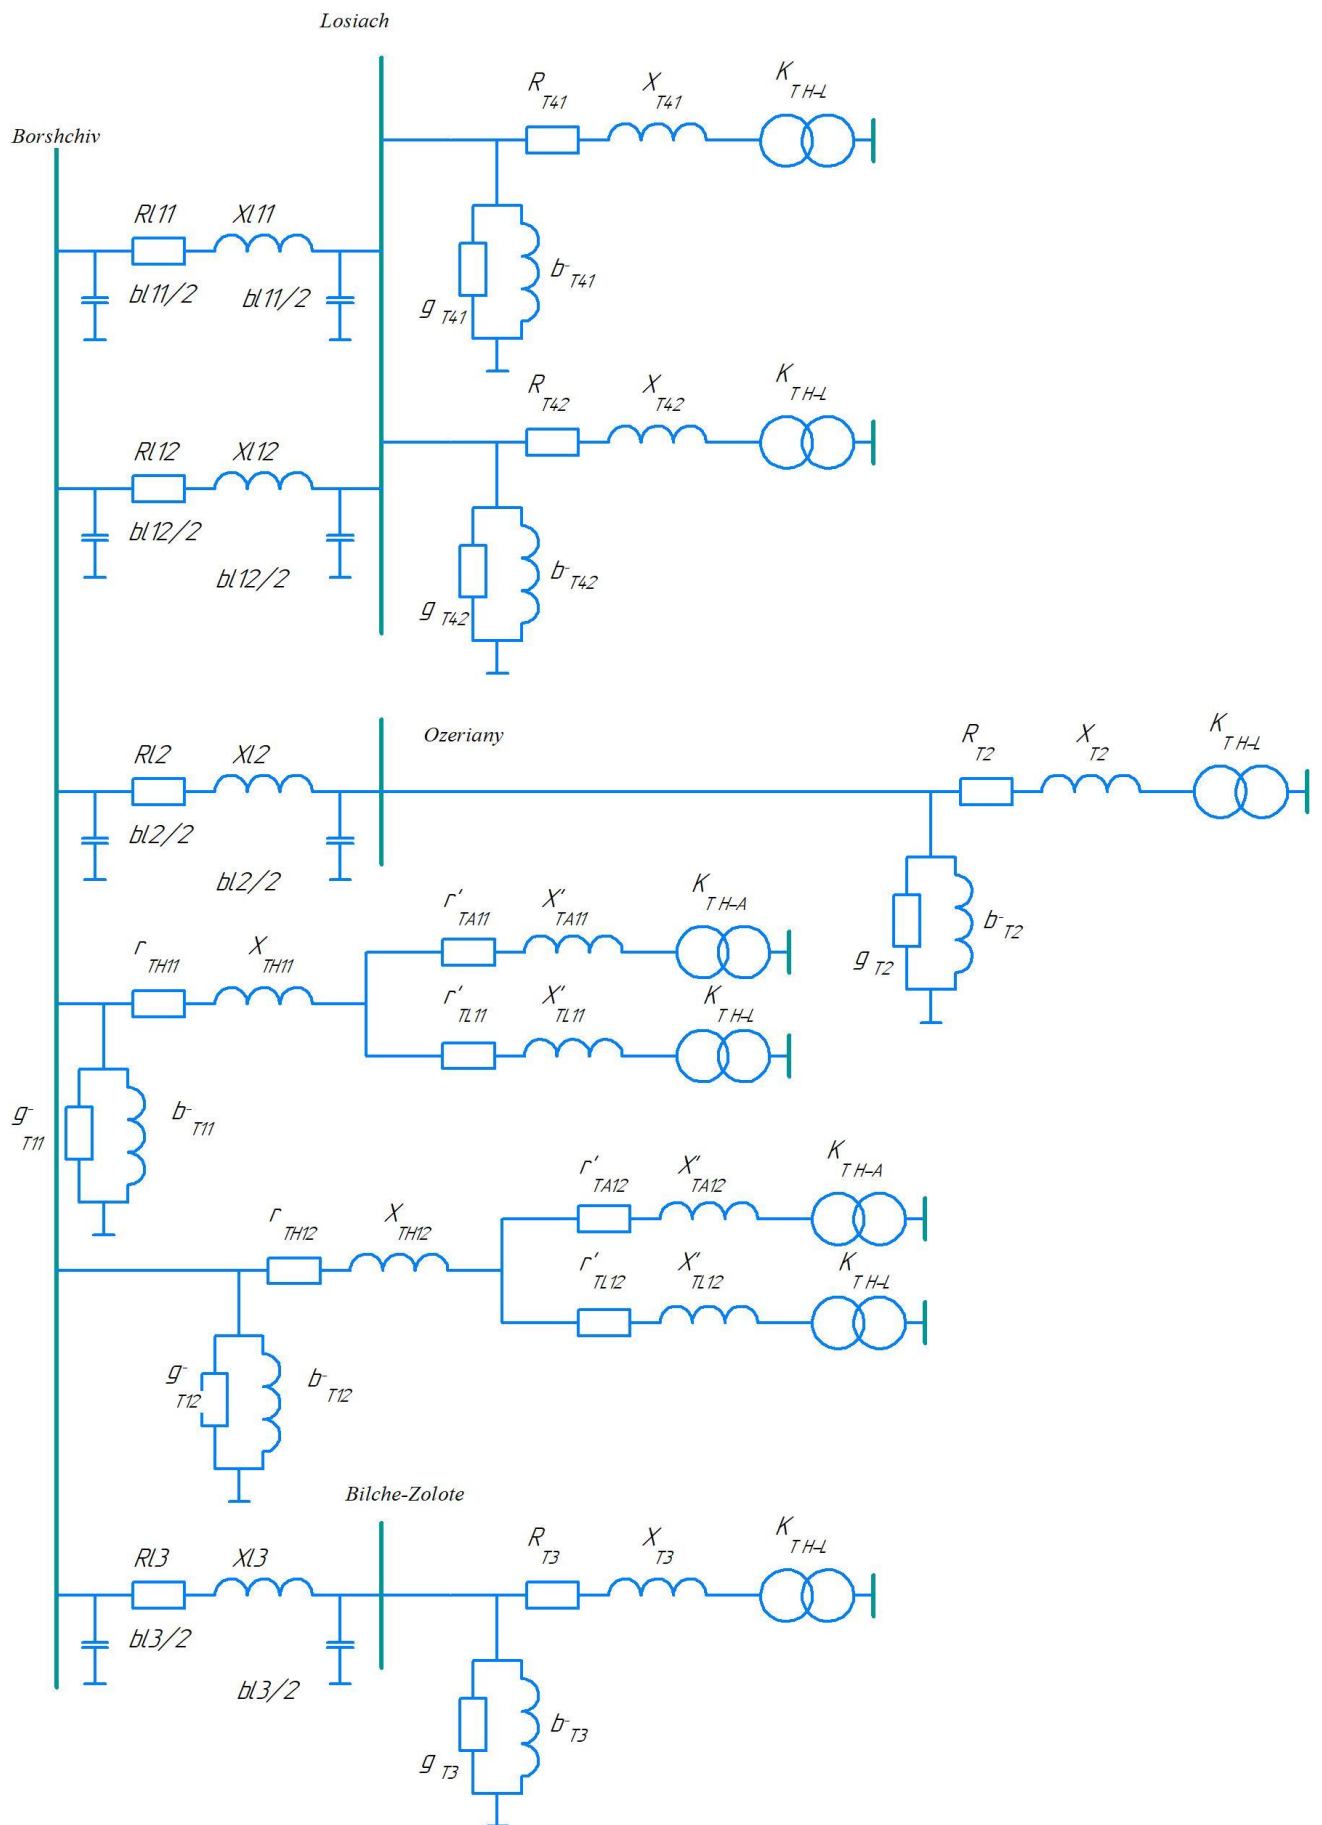 Losiach
R T41
X T41
K T H-L
Borshchiv
Rl11
Xl11
bl11/2
bl11/2
b- T41
g T41
R T42
X T42
K T H-L
Rl12
Xl12
bl12/2
bl12/2
b- T42
g T42
Ozeriany
Rl2
Xl2
R T2
X T2
K T H-L
bl2/2
bl2/2
r' TA11
X' TA11
K T H-A
b- T2
g T2
r TH11
X TH11
r' TL11
X' TL11
K T H-L
g- T11
b- T11
r' TA12
X' TA12
K T H-A
r TH12
X TH12
r' TL12
X' TL12
K T H-L
g- T12
b- T12
Bilche-Zolote
Rl3
Xl3
R T3
X T3
K T H-L
bl3/2
bl3/2
b- T3
g T3